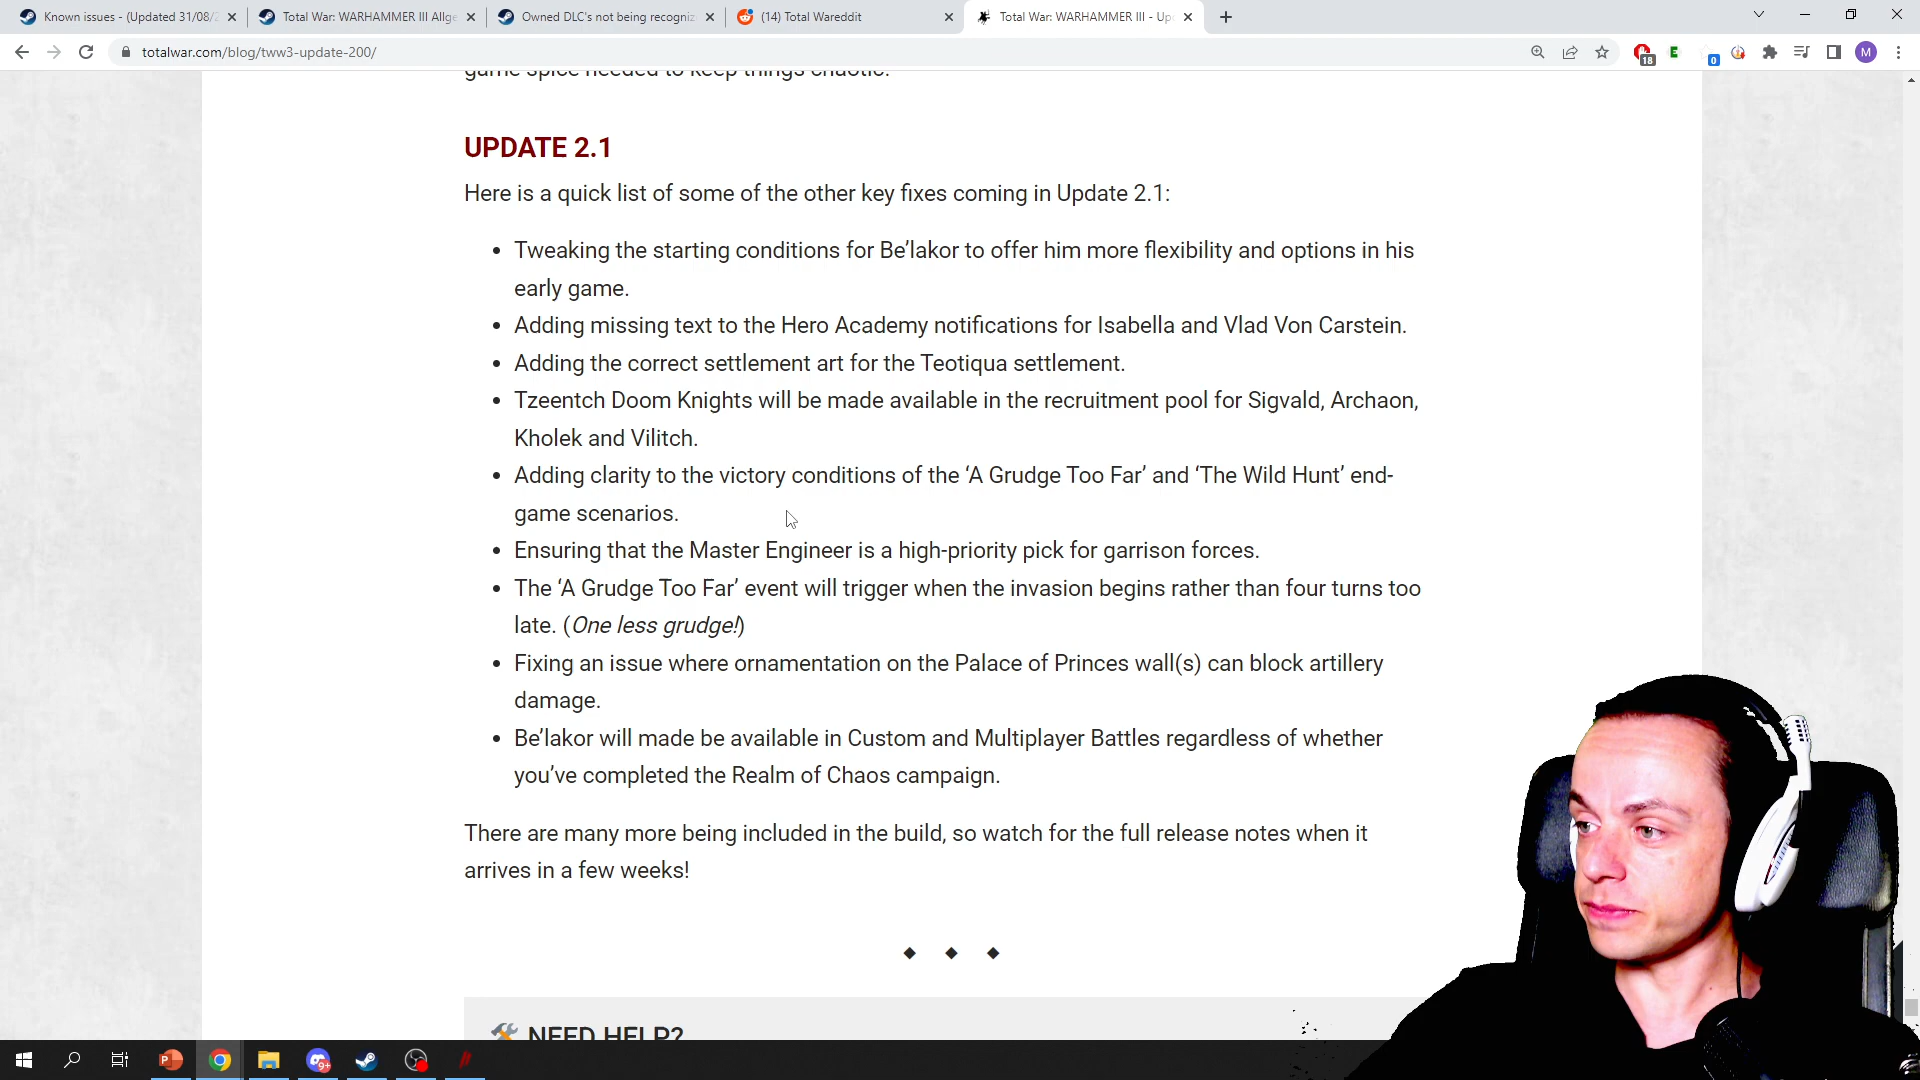 Known issues - (Updated 31/08/2
Total War: WARHAMMER III Allge
Owned DLC's not being recogniz
(14) Total Wareddit
Total War: WARHAMMER III - Up
totalwar.com/blog/tww3-update-200/
18
E
0
M
game spice needed to keep things chaotic.
UPDATE 2.1
Here is a quick list of some of the other key fixes coming in Update 2.1:
• Tweaking the starting conditions for Be’lakor to offer him more flexibility and options in his
early game.
• Adding missing text to the Hero Academy notifications for Isabella and Vlad Von Carstein.
• Adding the correct settlement art for the Teotiqua settlement.
• Tzeentch Doom Knights will be made available in the recruitment pool for Sigvald, Archaon,
Kholek and Vilitch.
• Adding clarity to the victory conditions of the ‘A Grudge Too Far’ and ‘The Wild Hunt’ end-
game scenarios.
• Ensuring that the Master Engineer is a high-priority pick for garrison forces.
• The ‘A Grudge Too Far’ event will trigger when the invasion begins rather than four turns too
late. (One less grudge!)
• Fixing an issue where ornamentation on the Palace of Princes wall(s) can block artillery
damage.
• Be’lakor will made be available in Custom and Multiplayer Battles regardless of whether
you’ve completed the Realm of Chaos campaign.
There are many more being included in the build, so watch for the full release notes when it
arrives in a few weeks!
NEED HELP?
P
9+